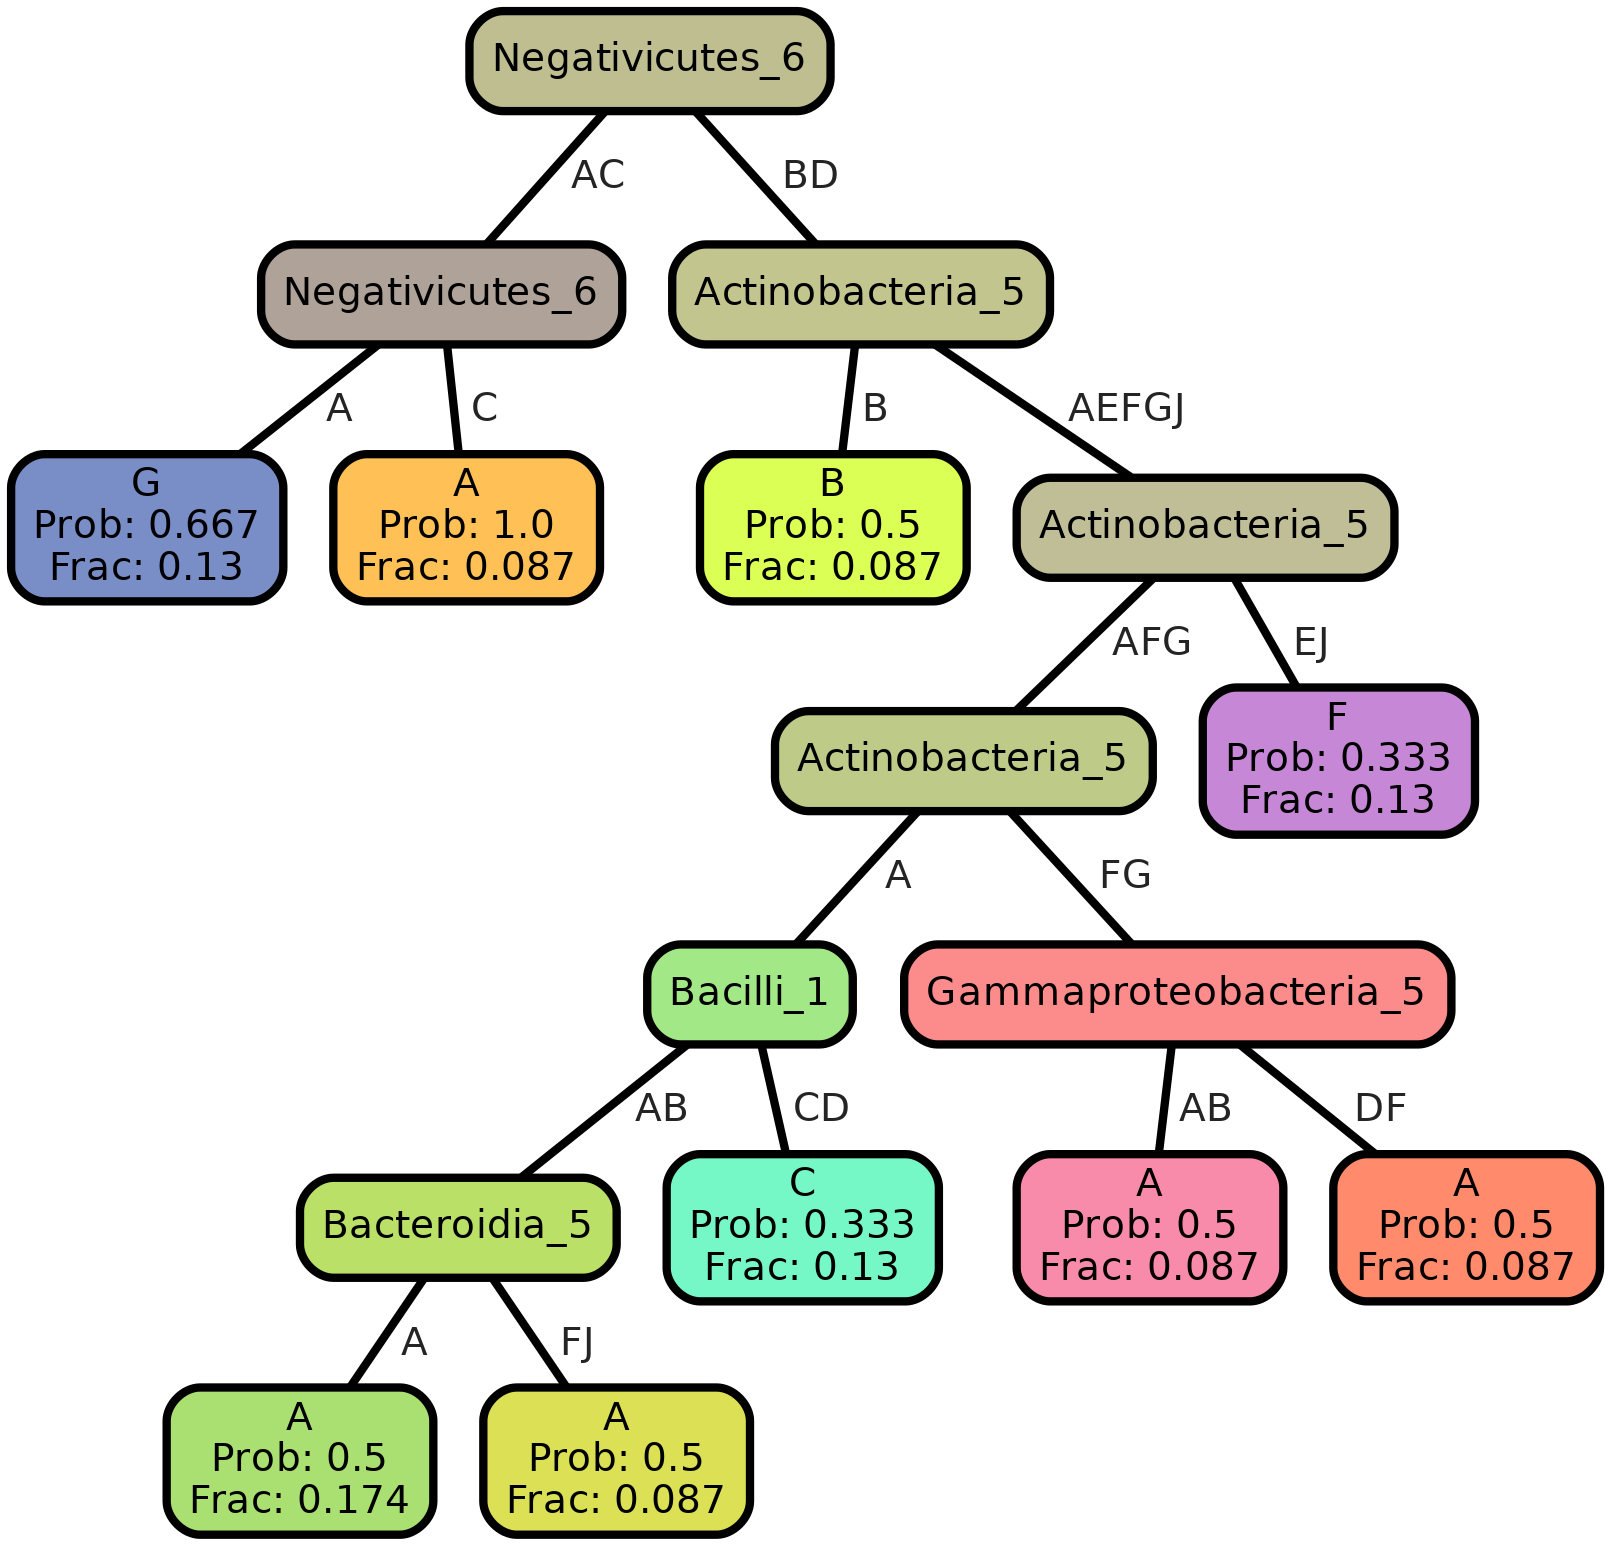 Negativicutes_6
AC
BD
Negativicutes_6
Actinobacteria_5
A
C
B
AEFGJ
G
Prob: 0.667
Frac: 0.13
A
Prob: 1.0
Frac: 0.087
B
Prob: 0.5
Frac: 0.087
Actinobacteria_5
AFG
EJ
Actinobacteria_5
F
Prob: 0.333
Frac: 0.13
A
FG
Bacilli_1
Gammaproteobacteria_5
AB
CD
AB
DF
Bacteroidia_5
C
Prob: 0.333
Frac: 0.13
A
Prob: 0.5
Frac: 0.087
A
Prob: 0.5
Frac: 0.087
A
FJ
A
Prob: 0.5
Frac: 0.174
A
Prob: 0.5
Frac: 0.087